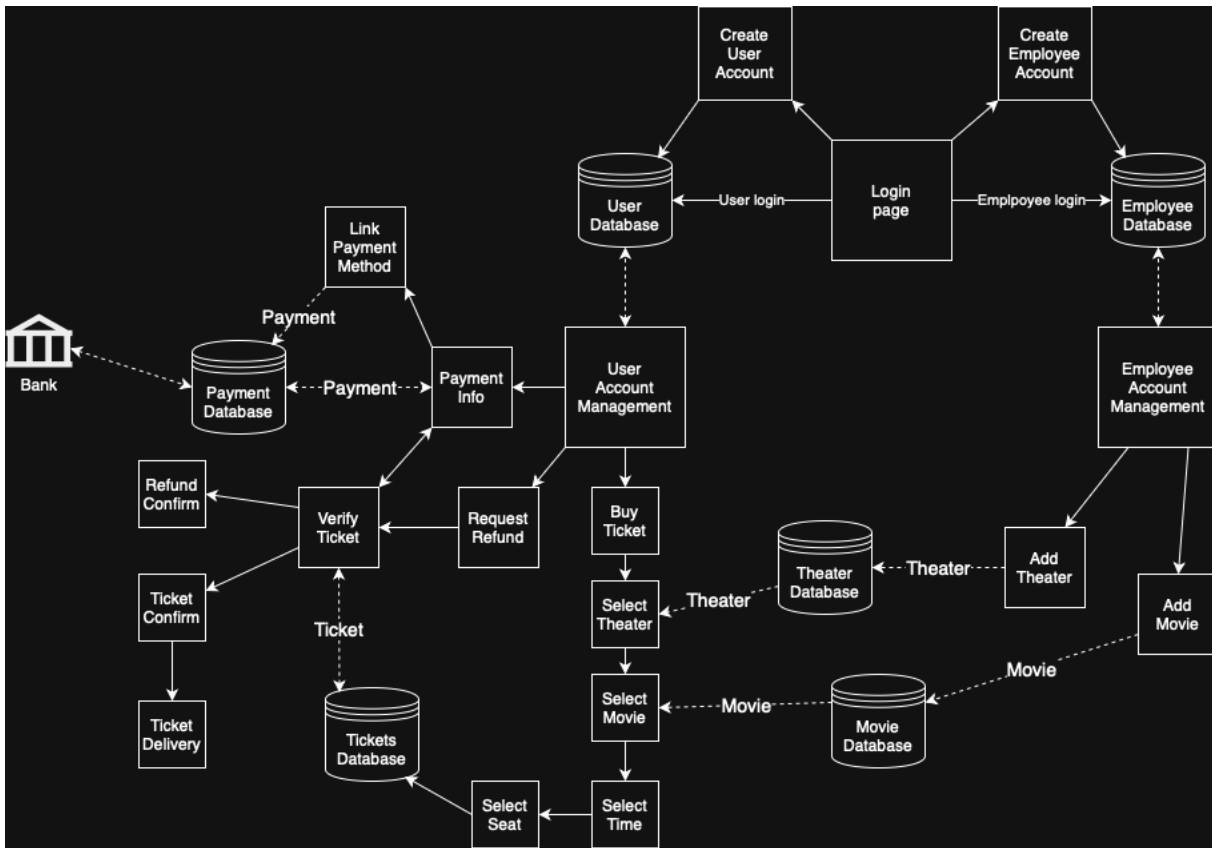 Create
User
Account
Create
Employee
Account
User
Database
User login
Login
page
Emplpoyee login
Employee
Database
Link
Payment
Method
Payment
Bank
Payment
Database
Payment
Payment
Info
User
Account
Management
Employee
Account
Management
Refund
Confirm
Verify
Ticket
Request
Refund
Buy
Ticket
Theater
Database
Theater
Add
Theater
Ticket
Confirm
Select
Theater
Theater
Add
Movie
Ticket
Movie
Ticket
Delivery
Tickets
Database
Select
Movie
Movie
Movie
Database
Select
Seat
Select
Time